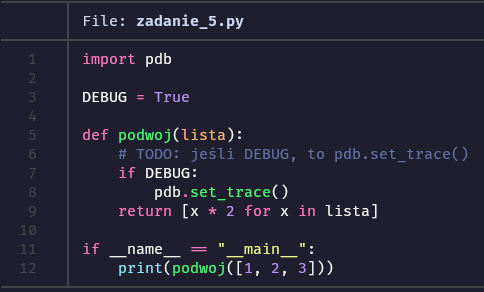 File: zadanie_5.py
1 import pdb
2
3 DEBUG = True
4
5 def podwoj(lista):
6     # TODO: jeśli DEBUG, to pdb.set_trace()
7     if DEBUG:
8         pdb.set_trace()
9     return [x * 2 for x in lista]
10
11 if __name__ == "__main__":
12     print(podwoj([1, 2, 3]))